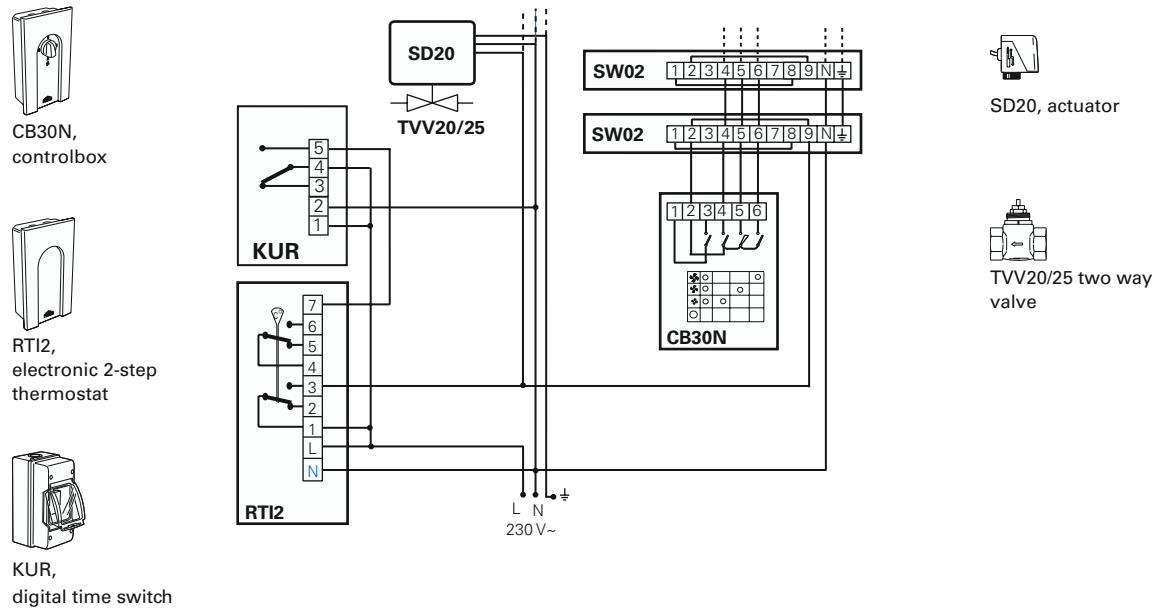 CB30N,
controlbox
RTI2,
electronic 2-step
thermostat
KUR,
digital time switch
SD20
TVV20/25
KUR
5
4
3
2
1
RTI2
7
6
5
4
3
2
1
L
N
L N
230 V~
SW02 1 2 3 4 5 6 7 8 9 N
SW02 1 2 3 4 5 6 7 8 9 N
1 2 3 4 5 6
CB30N
SD20, actuator
TVV20/25 two way
valve